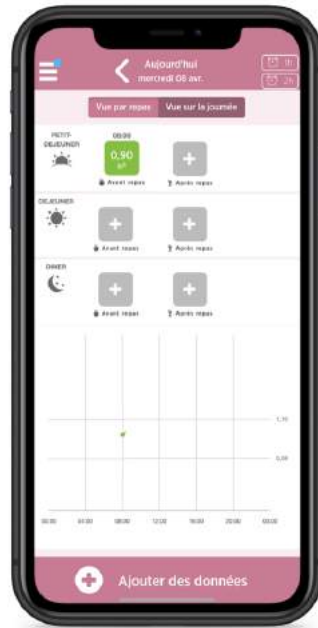 Aujourd'hui
mercredi 06 avr.
1h
2h
Vue par repas Vue sur la journée
PETIT-
DEJEUNER
08:00
0,90
Avant repas Après repas
DEJEUNER
Avant repas Après repas
DINER
Avant repas Après repas
1,10
00:00 04:00 08:00 12:00 16:00 20:00 00:00
Ajouter des données